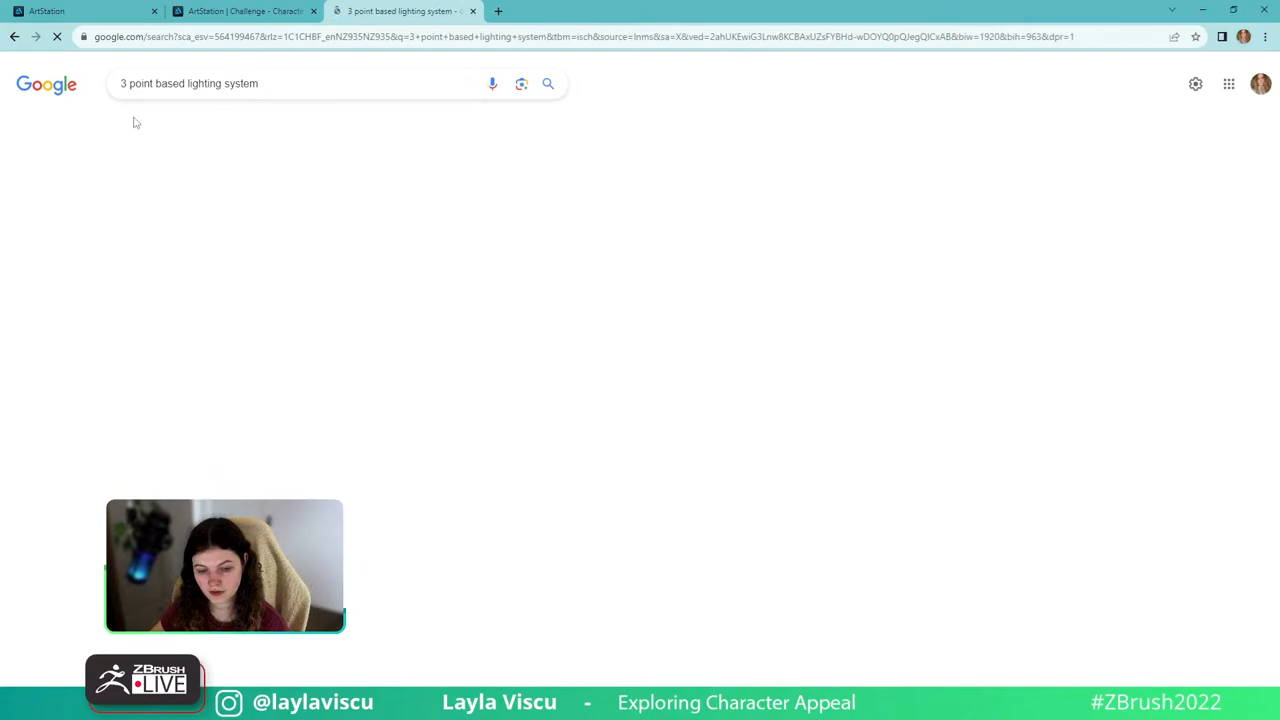 ArtStation
ArtStation | Challenge - Characte
3 point based lighting system - G
google.com/search?sca_esv=564199467&rlz=1C1CHBF_enNZ935NZ935&q=3+point+based+lighting+system&tbm=isch&source=lnms&sa=X&ved=2ahUKEwiG3Lnw8KCBAxUZsFYBHd-wDOYQ0pQJegQICxAB&biw=1920&bih=963&dpr=1
Google
3 point based lighting system
ZBRUSH
LIVE
@laylaviscu
Layla Viscu - Exploring Character Appeal
#ZBrush2022